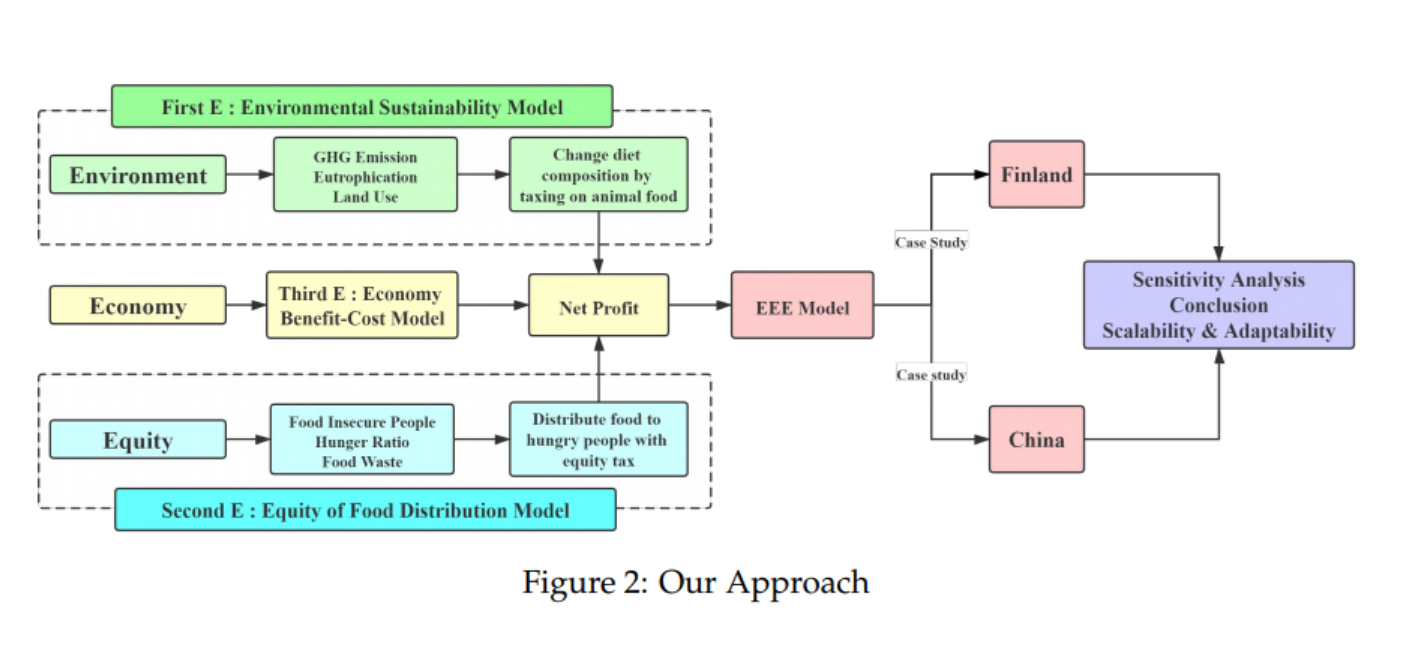 First E : Environmental Sustainability Model
Environment
GHG Emission
Eutrophication
Land Use
Change diet
composition by
taxing on animal food
Economy
Third E : Economy
Benefit-Cost Model
Net Profit
EEE Model
Equity
Food Insecure People
Hunger Ratio
Food Waste
Distribute food to
hungry people with
equity tax
Second E : Equity of Food Distribution Model
Case Study
Finland
Case study
China
Sensitivity Analysis
Conclusion
Scalability & Adaptability
Figure 2: Our Approach